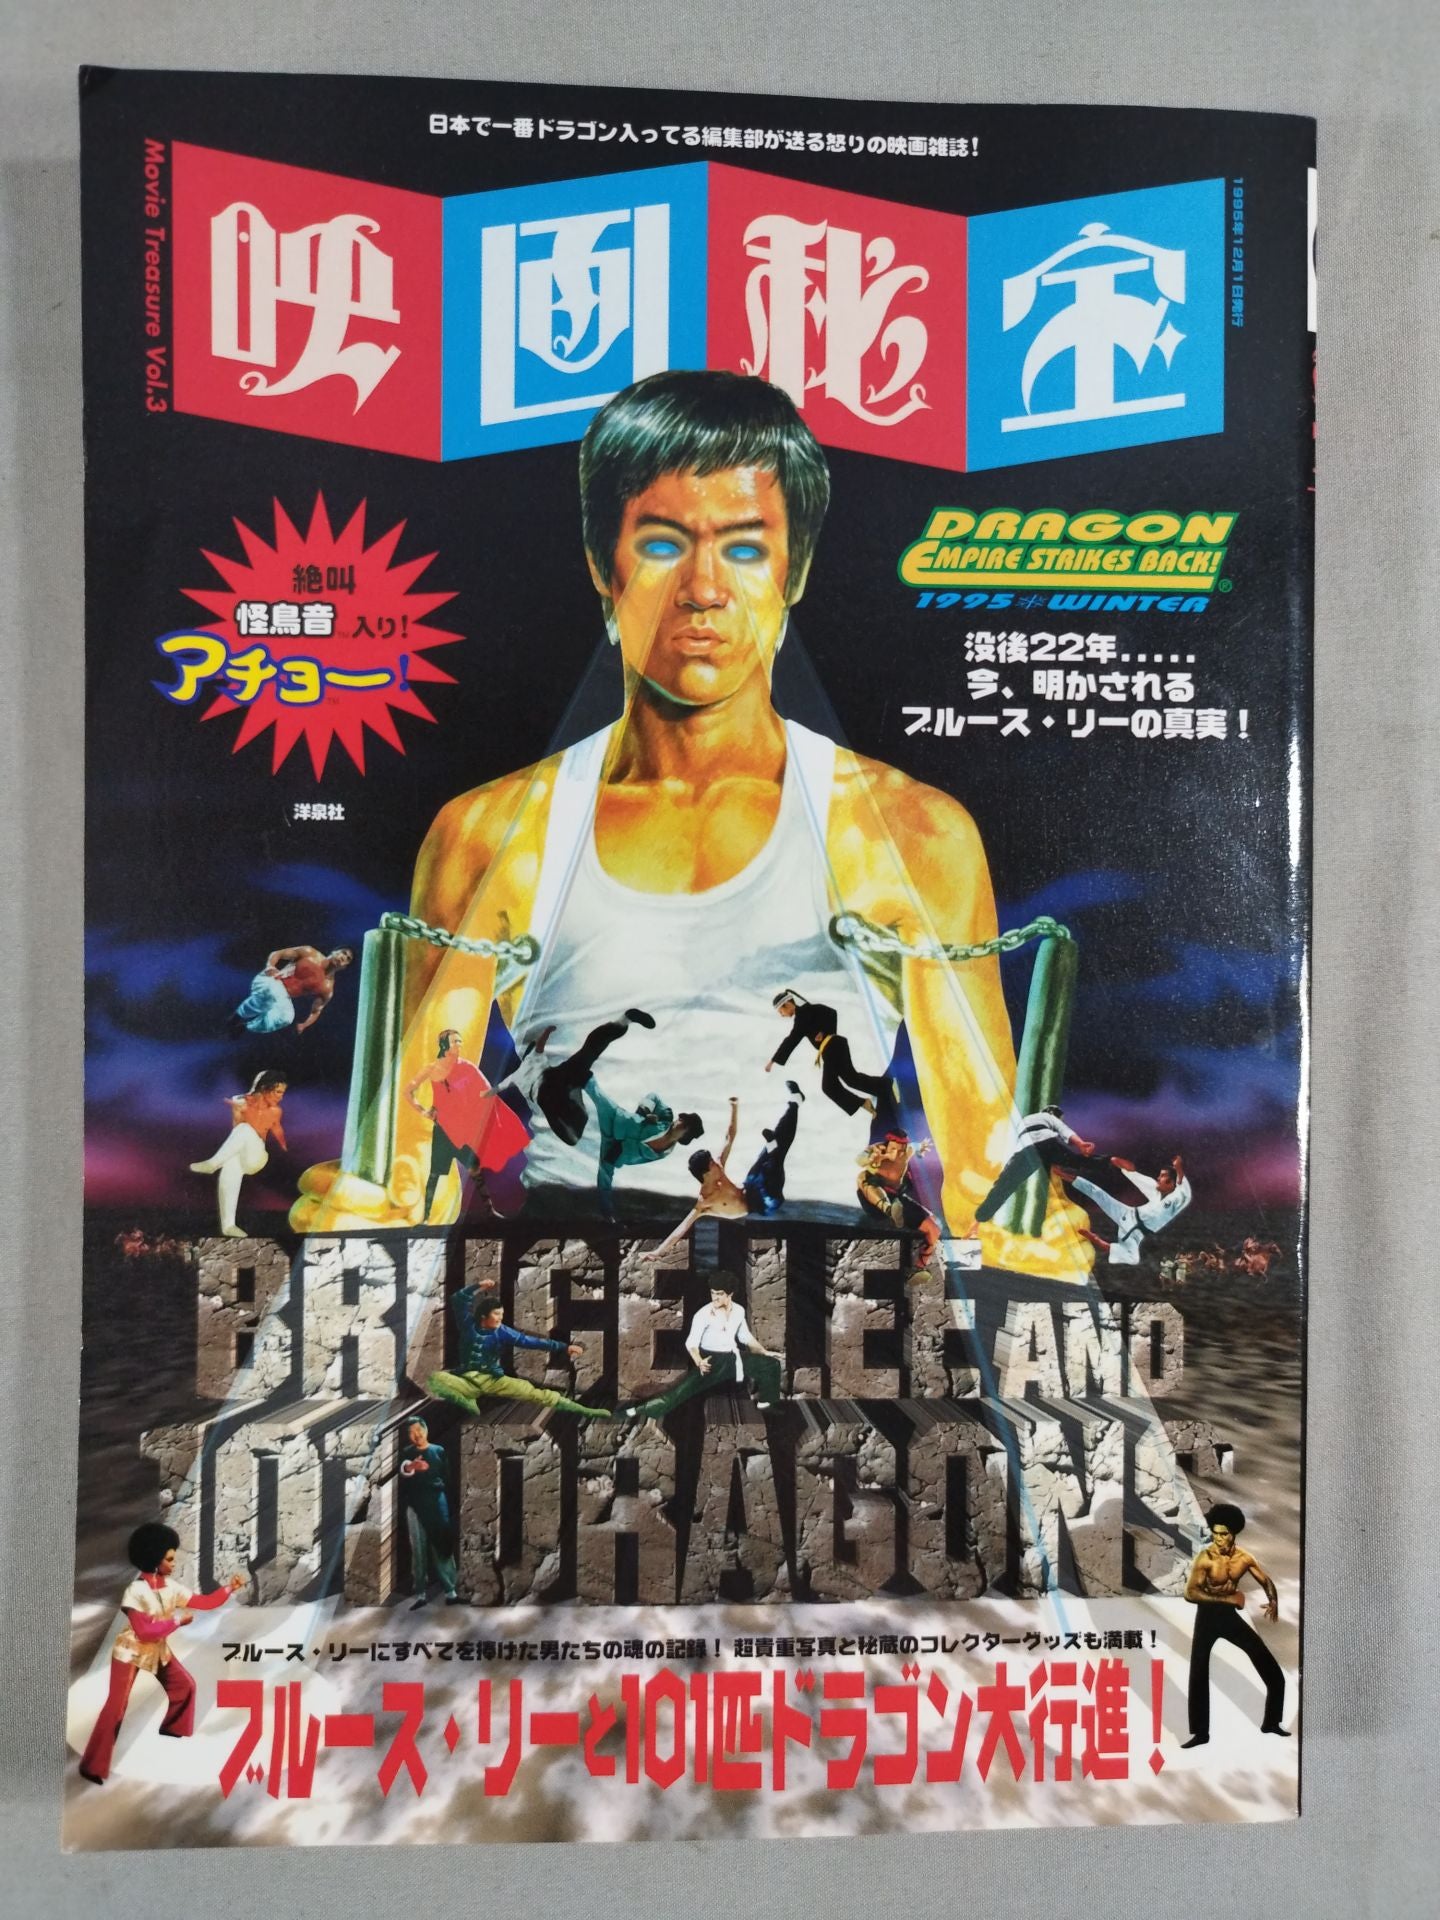 日本で一番ドラゴン入ってる編集部が送る怒りの映画雑誌!
映画秘宝
Movie Treasure Vol.3
1995年12月1日発行
絶叫
怪鳥音™入り!
アチョー!™
洋泉社
DRAGON
EMPIRE STRIKES BACK!®
1995 WINTER
没後22年.....
今、明かされる
ブルース・リーの真実!
BRUCE LEE AND
101 DRAGONS
ブルース・リーにすべてを捧げた男たちの魂の記録! 超貴重写真と秘蔵のコレクターグッズも満載!
ブルース・リーと101匹ドラゴン大行進!